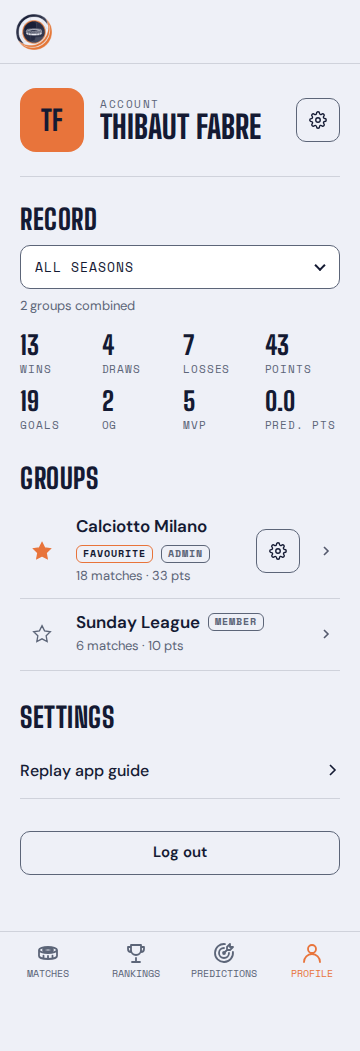 TF
ACCOUNT
THIBAUT FABRE
RECORD
ALL SEASONS
2 groups combined
13 4 7 43
WINS DRAWS LOSSES POINTS
19 2 5 0.0
GOALS OG MVP PRED. PTS
GROUPS
Calciotto Milano
FAVOURITE ADMIN
18 matches · 33 pts
Sunday League MEMBER
6 matches · 10 pts
SETTINGS
Replay app guide
Log out
MATCHES RANKINGS PREDICTIONS PROFILE